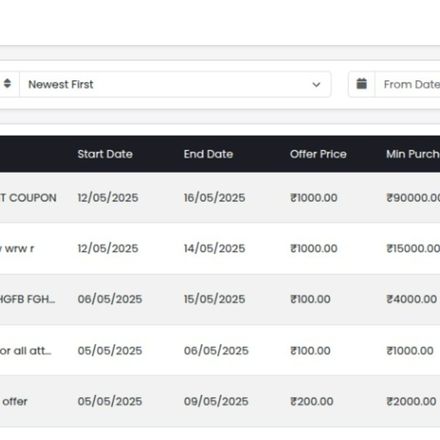 Newest First From Date
Start Date End Date Offer Price Min Purch
T COUPON 12/05/2025 16/05/2025 ₹1000.00 ₹90000.00
wrw r 12/05/2025 14/05/2025 ₹1000.00 ₹15000.00
HGFB FGH... 06/05/2025 15/05/2025 ₹100.00 ₹4000.00
or all att... 05/05/2025 06/05/2025 ₹100.00 ₹1000.00
offer 05/05/2025 09/05/2025 ₹200.00 ₹2000.00